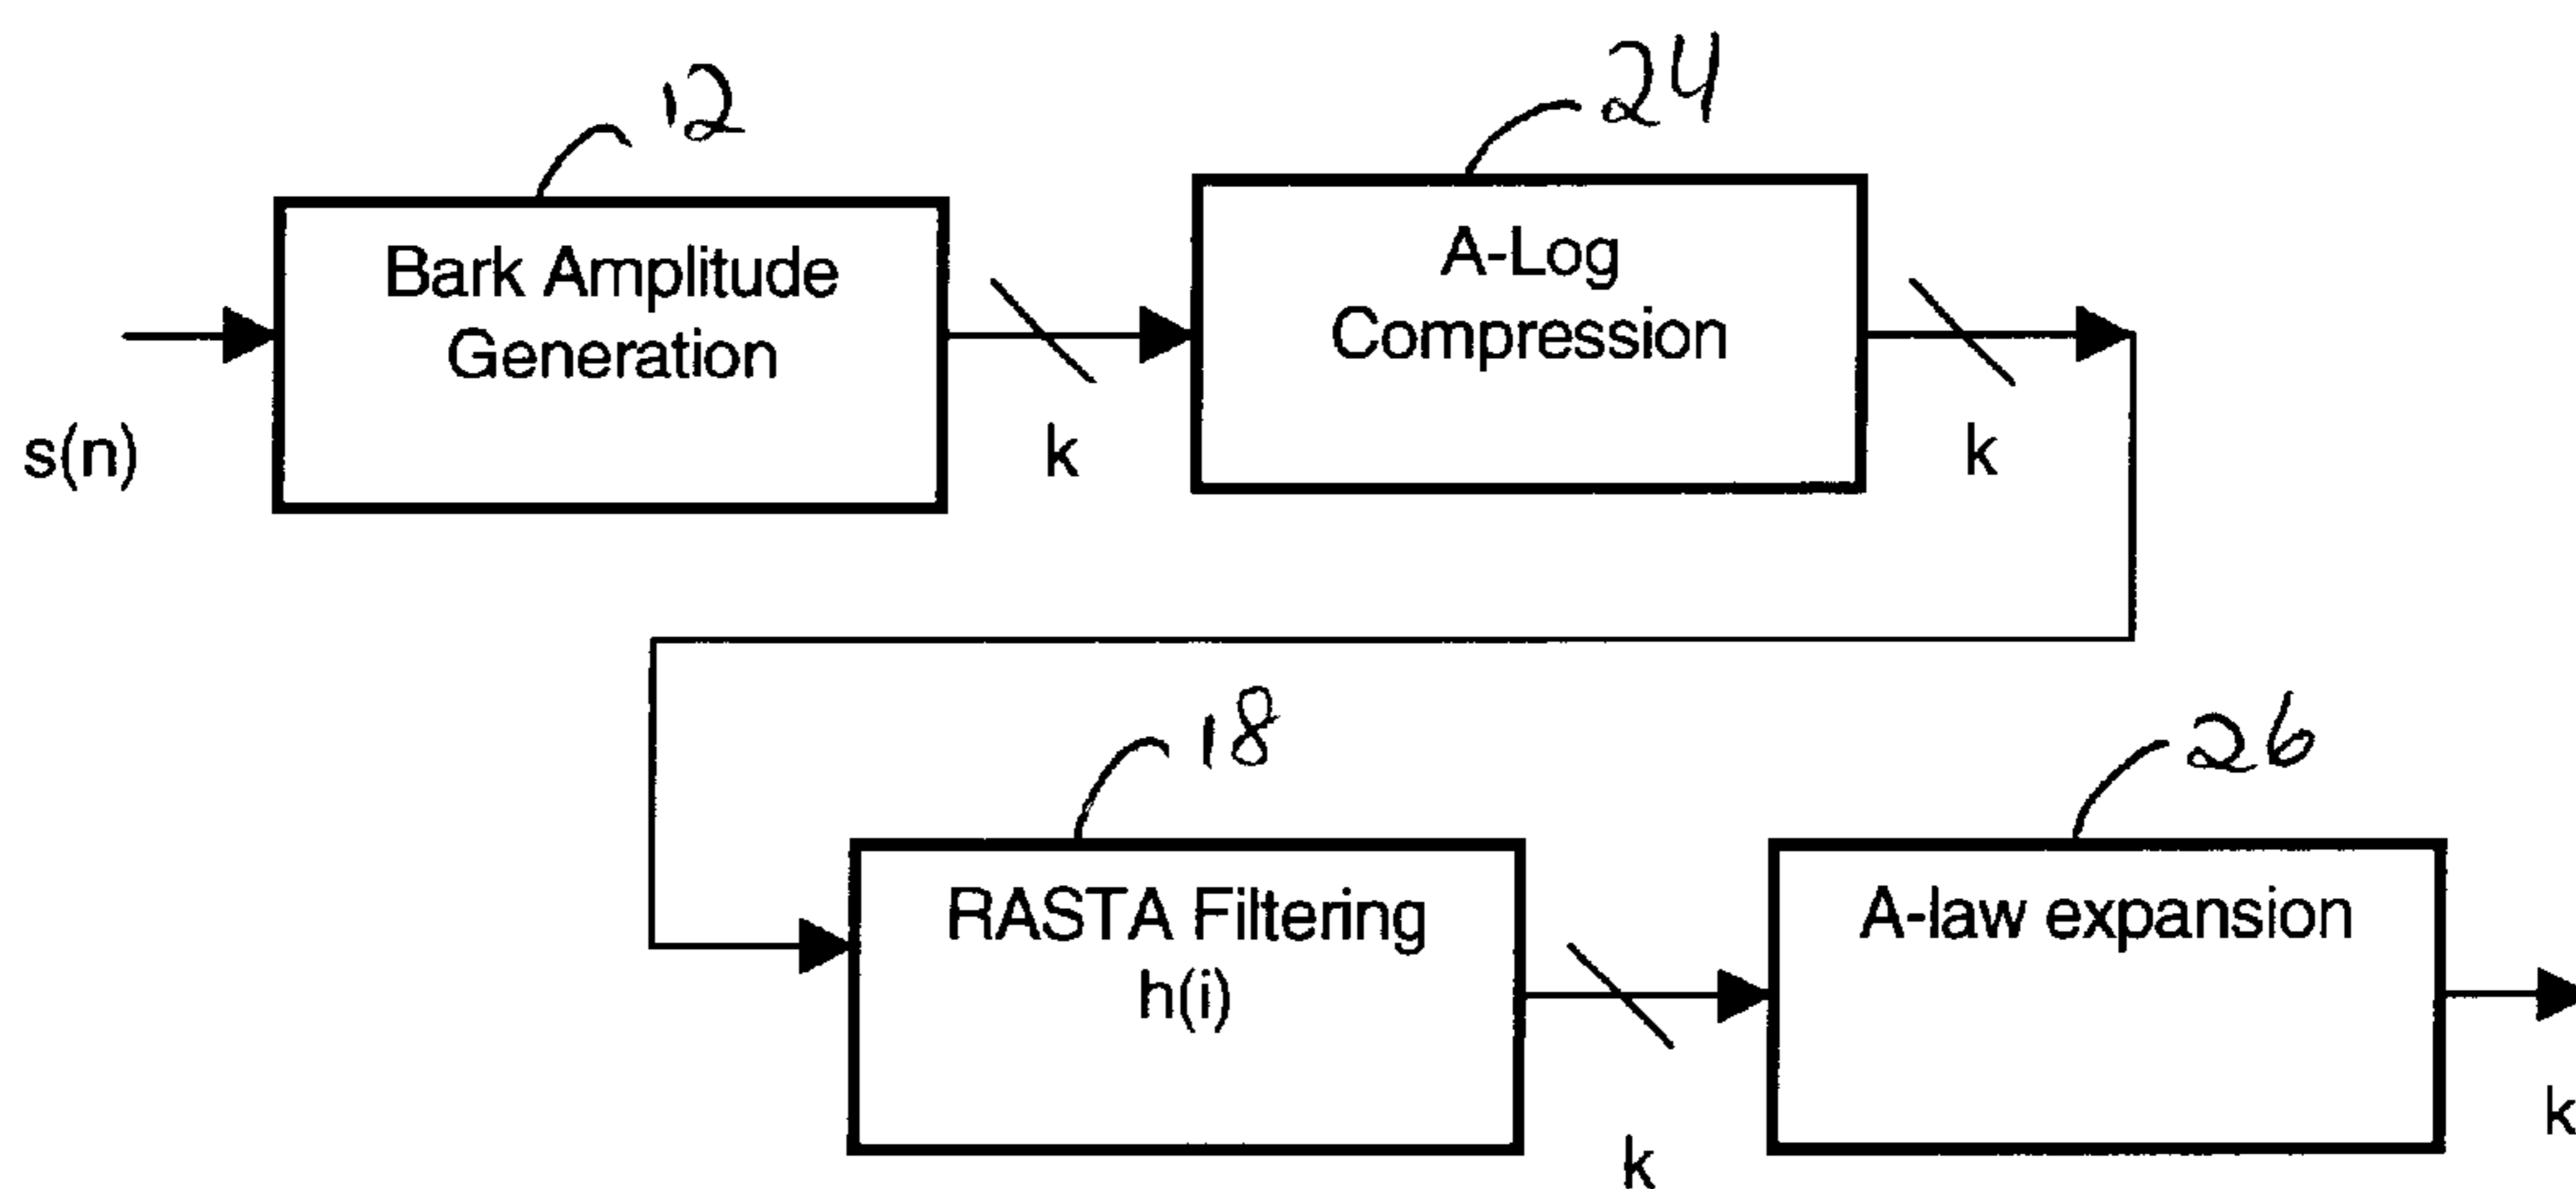 12
24
Bark Amplitude
Generation
A-Log
Compression
s(n)
k
k
18
26
RASTA Filtering
h(i)
A-law expansion
k
k